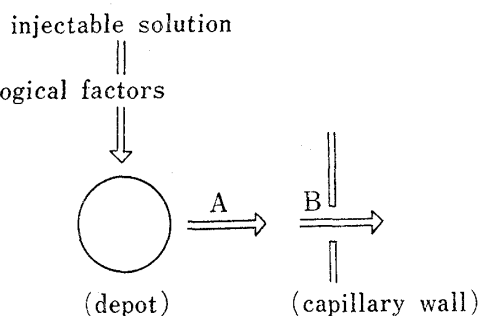 injectable solution
ogical factors
A
B
(depot)
(capillary wall)